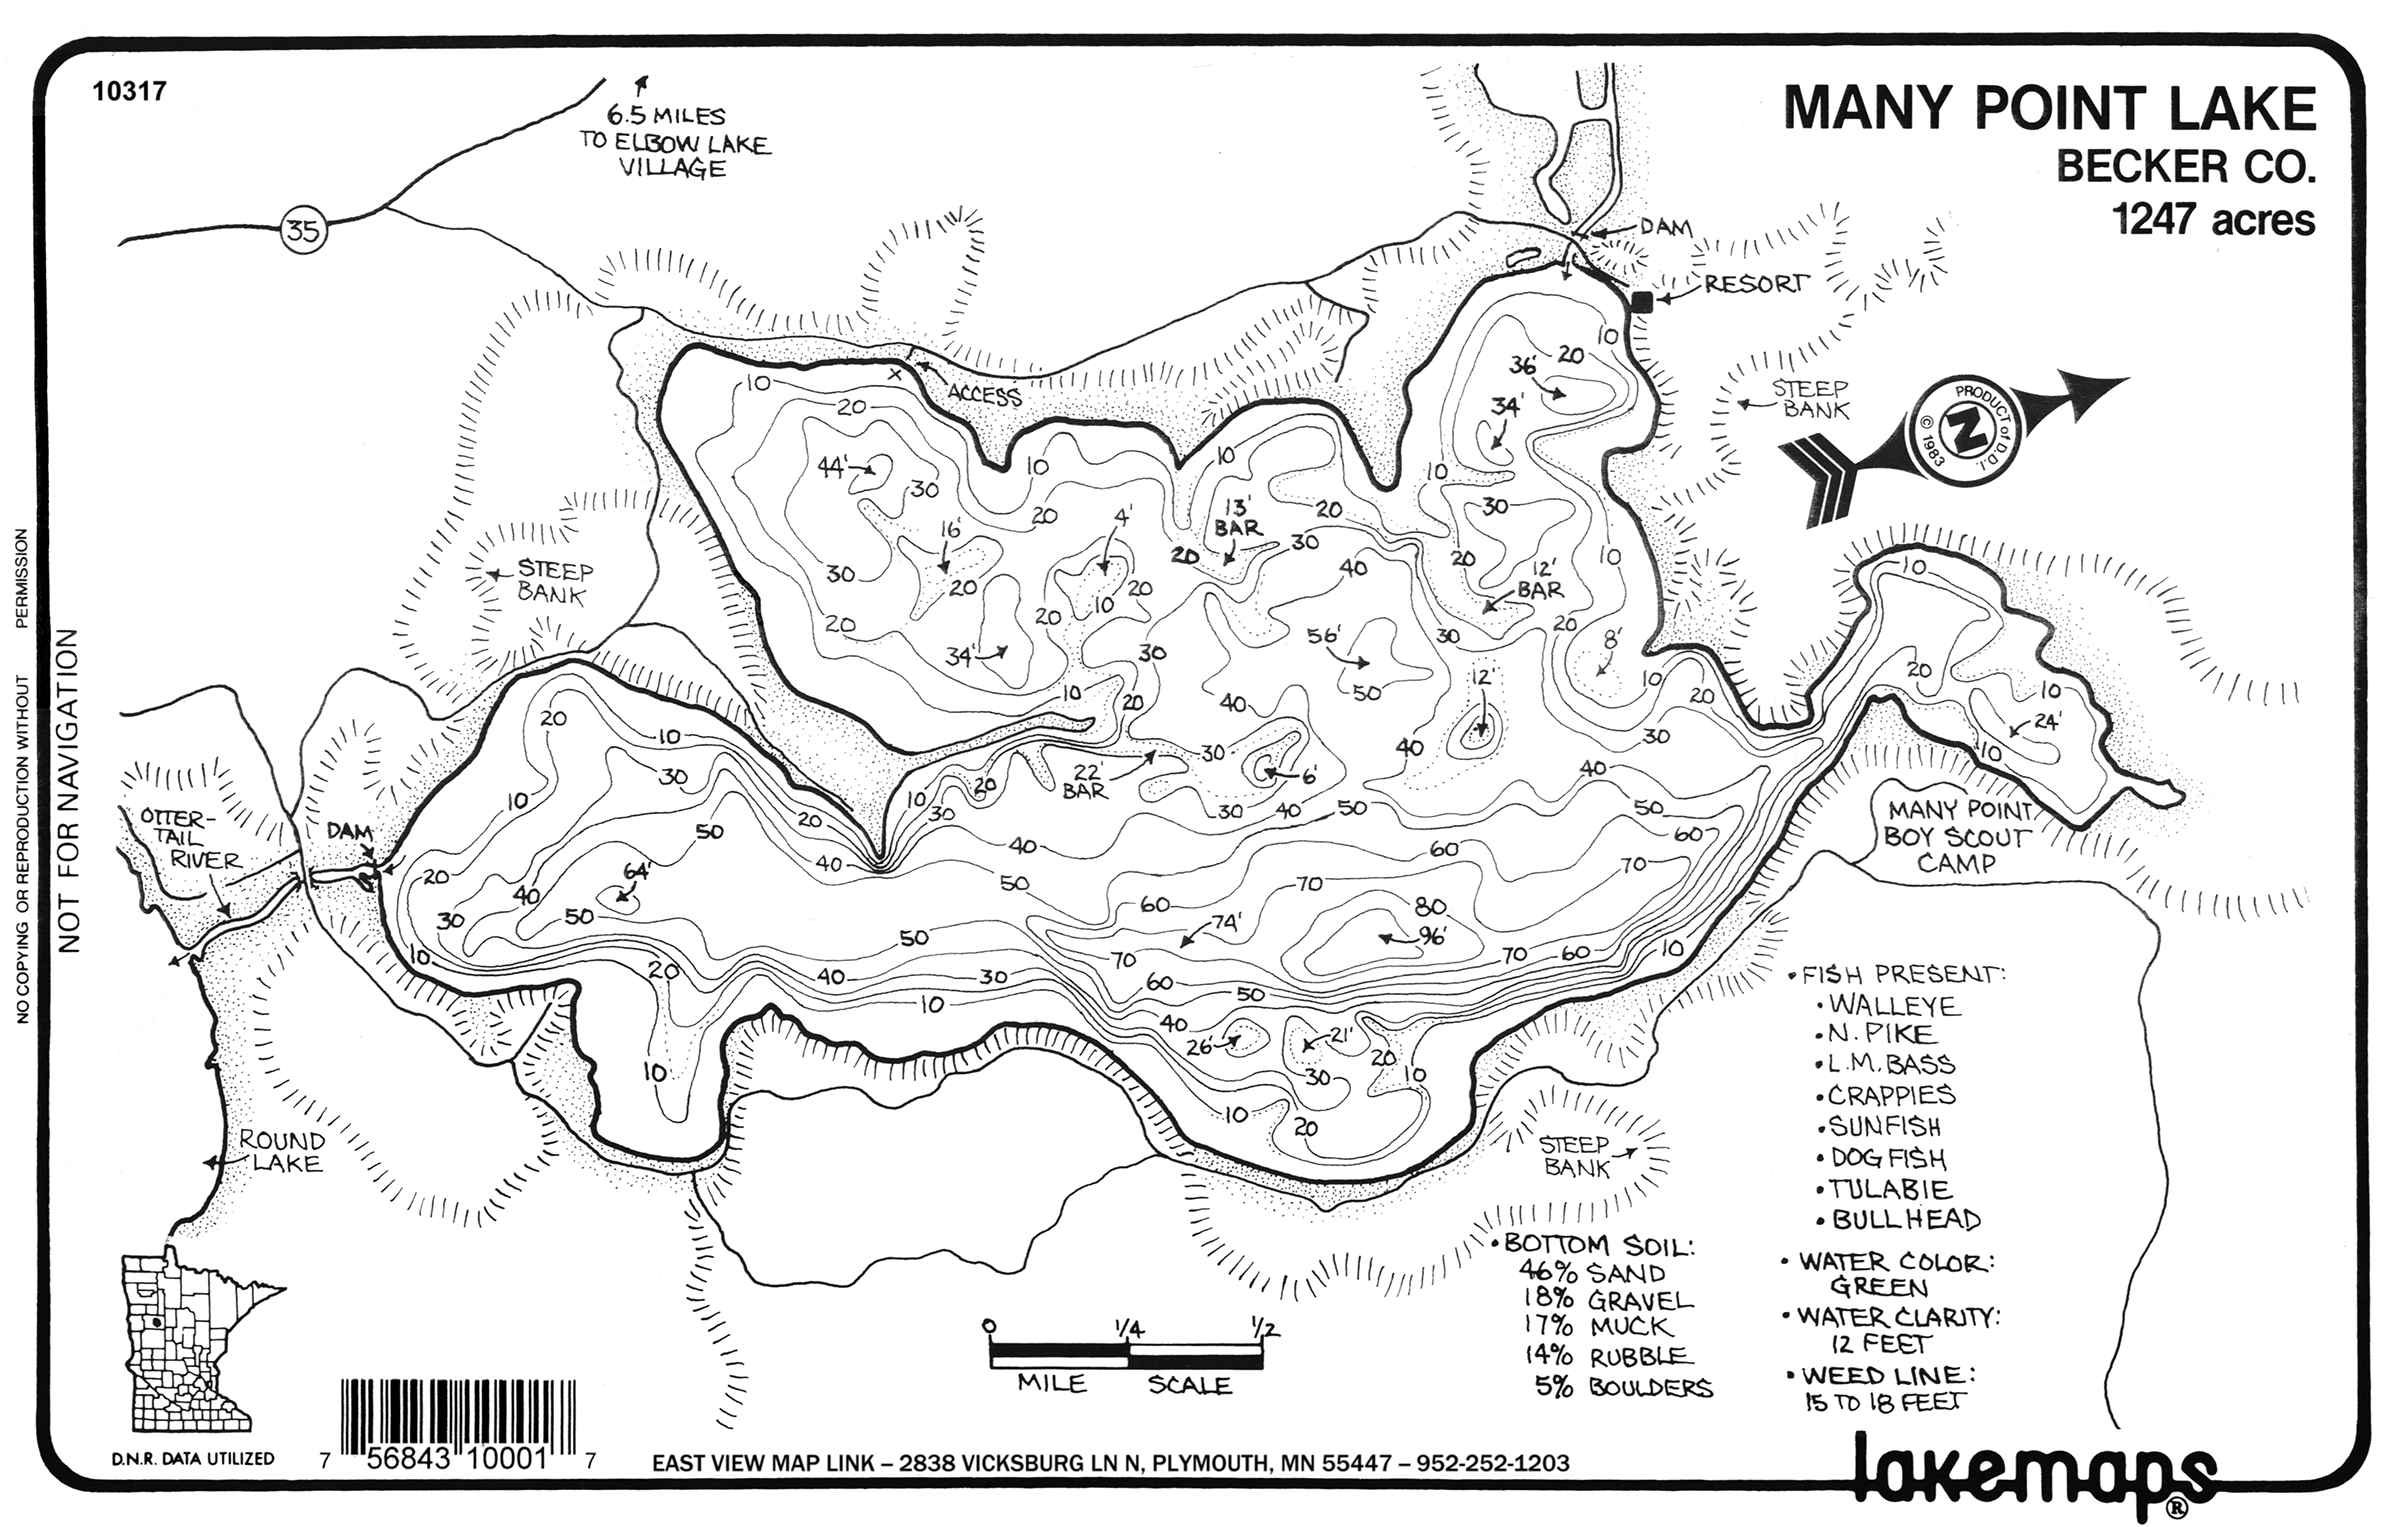 10317
MANY POINT LAKE
BECKER CO.
1247 acres
6.5 MILES
TO ELBOW LAKE
VILLAGE
35
DAM
RESORT
ACCESS
STEEP
BANK
PRODUCT of D.D.I.
© 1983
N
10
20
36'
34'
10
20
10
44'
30
10
16'
20
4'
13'
BAR
20
20
30
10
30
20
12'
BAR
10
40
STEEP
BANK
30
20
20
10
20
20
34'
30
56'
50
30
20
8'
10
20
10
20
10
24'
10
10
20
40
12'
40
30
20
10
30
22'
BAR
30
6'
10
20
30
30
40
50
40
50
60
MANY POINT
BOY SCOUT
CAMP
OTTER-
TAIL
RIVER
DAM
10
20
50
40
40
60
70
64'
20
40
30
50
50
60
70
80
74'
96'
50
10
20
40
30
10
70
60
50
70
60
10
40
26'
21'
20
30
10
10
10
20
STEEP
BANK
ROUND
LAKE
• FISH PRESENT:
• WALLEYE
• N. PIKE
• L.M. BASS
• CRAPPIES
• SUNFISH
• DOGFISH
• TULABIE
• BULLHEAD
• WATER COLOR:
GREEN
• WATER CLARITY:
12 FEET
• WEED LINE:
15 TO 18 FEET
• BOTTOM SOIL:
46% SAND
18% GRAVEL
17% MUCK
14% RUBBLE
5% BOULDERS
0 1/4 1/2
MILE SCALE
NO COPYING OR REPRODUCTION WITHOUT PERMISSION
NOT FOR NAVIGATION
D.N.R. DATA UTILIZED
7 56843 10001 7
EAST VIEW MAP LINK – 2838 VICKSBURG LN N, PLYMOUTH, MN 55447 – 952-252-1203
lakemaps®